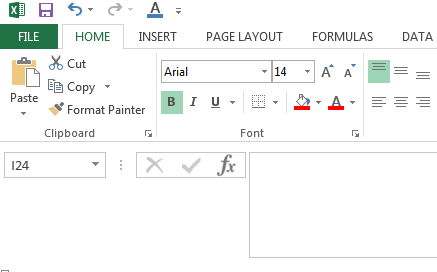 FILE HOME INSERT PAGE LAYOUT FORMULAS DATA
Cut
Copy
Format Painter
Paste
Clipboard
Arial 14 A A
B I U A
Font
I24 fx